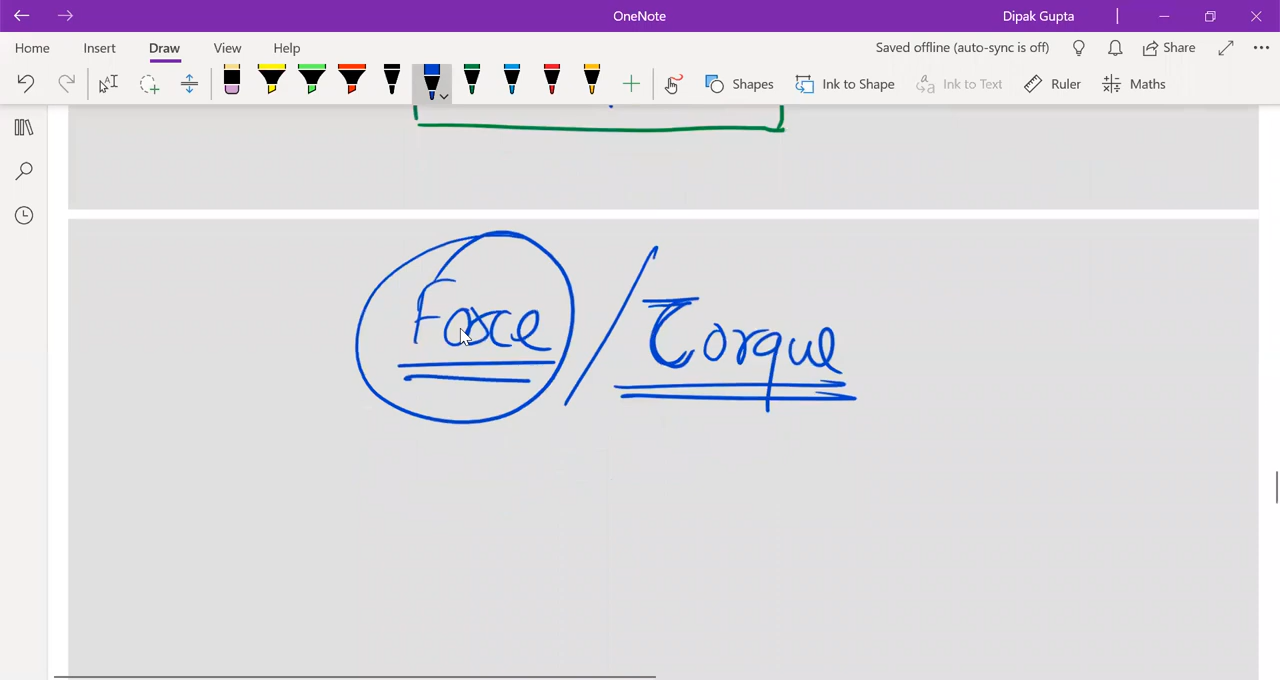 OneNote
Dipak Gupta
Home Insert Draw View Help
Saved offline (auto-sync is off)
Share
Shapes
Ink to Shape
Ink to Text
Ruler
Maths
Force / Torque